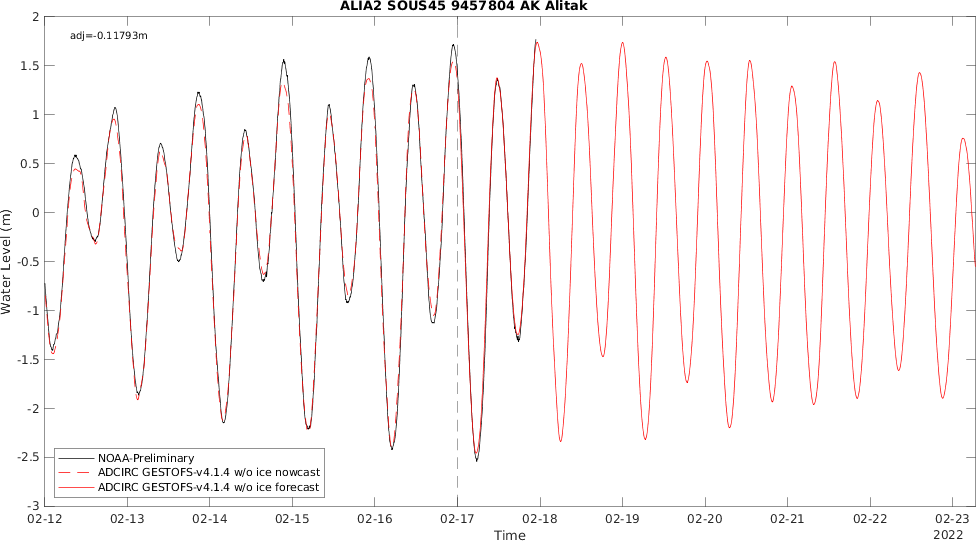 ALIA2 SOUS45 9457804 AK Alitak
adj=-0.11793m
2
1.5
1
0.5
0
-0.5
-1
-1.5
-2
-2.5
-3
Water Level (m)
NOAA-Preliminary
ADCIRC GESTOFS-v4.1.4 w/o ice nowcast
ADCIRC GESTOFS-v4.1.4 w/o ice forecast
02-12 02-13 02-14 02-15 02-16 02-17 02-18 02-19 02-20 02-21 02-22 02-23
Time
2022